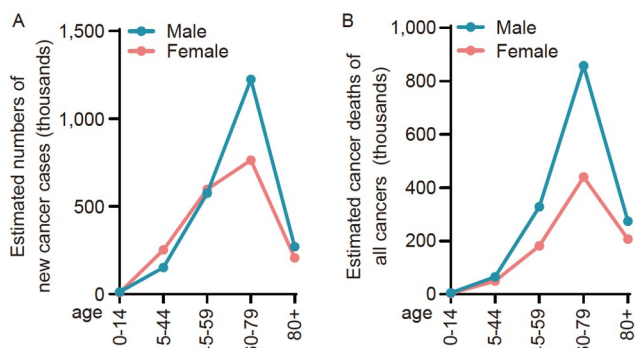 A
Estimated numbers of
new cancer cases (thousands)
1,500
1,000
500
0
Male
Female
age
0-14
5-44
-5-59
60-79
80+
B
Estimated cancer deaths of
all cancers (thousands)
1,000
800
600
400
200
0
Male
Female
age
0-14
5-44
-5-59
60-79
80+